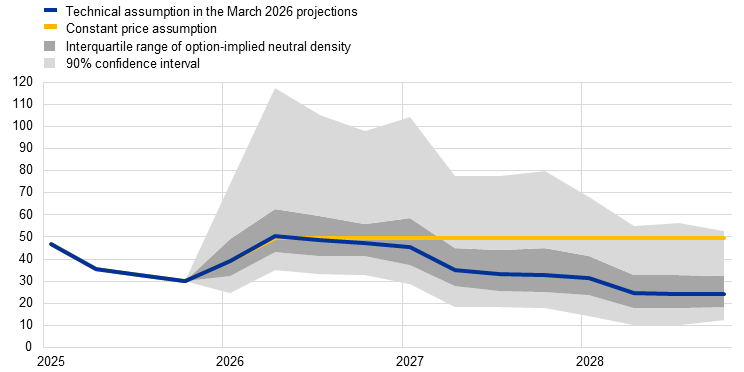 Technical assumption in the March 2026 projections
Constant price assumption
Interquartile range of option-implied neutral density
90% confidence interval
120
110
100
90
80
70
60
50
40
30
20
10
0
2025 2026 2027 2028